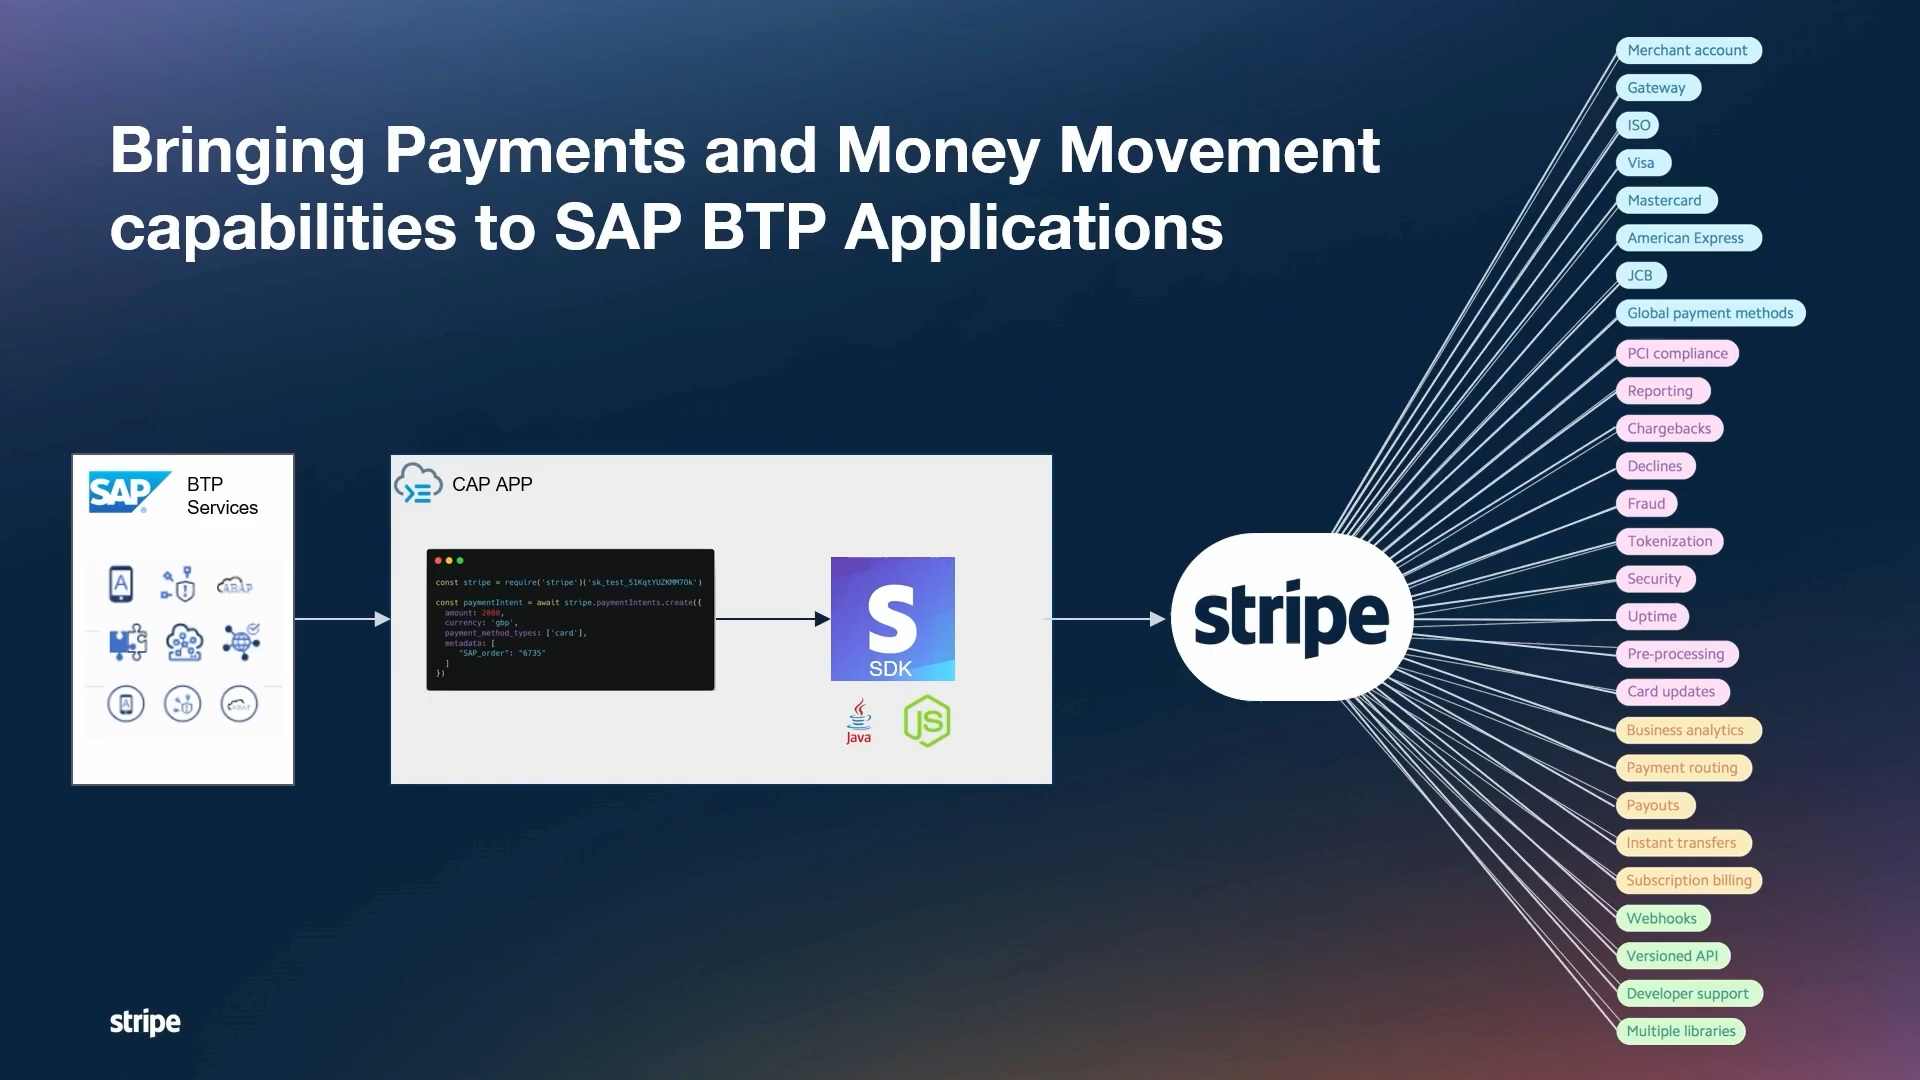 Bringing Payments and Money Movement
capabilities to SAP BTP Applications
SAP
BTP
Services
A
ABAP
A
ABAP
CAP APP
const stripe = require('stripe')('sk_test_51KqtYUZKMM7Ok')
const paymentIntent = await stripe.paymentIntents.create({
amount: 2000,
currency: 'gbp',
payment_method_types: ['card'],
metadata: [
"SAP_order": "6735"
]
})
S
SDK
Java
JS
stripe
Merchant account
Gateway
ISO
Visa
Mastercard
American Express
JCB
Global payment methods
PCI compliance
Reporting
Chargebacks
Declines
Fraud
Tokenization
Security
Uptime
Pre-processing
Card updates
Business analytics
Payment routing
Payouts
Instant transfers
Subscription billing
Webhooks
Versioned API
Developer support
Multiple libraries
stripe